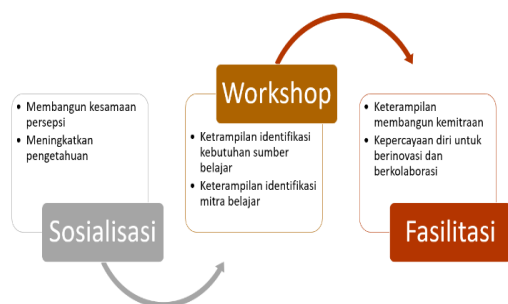 • Membangun kesamaan
persepsi
• Meningkatkan
pengetahuan
Sosialisasi
Workshop
• Ketrampilan identifikasi
kebutuhan sumber
belajar
• Keterampilan identifikasi
mitra belajar
• Keterampilan
membangun kemitraan
• Kepercayaan diri untuk
berinovasi dan
berkolaborasi
Fasilitasi